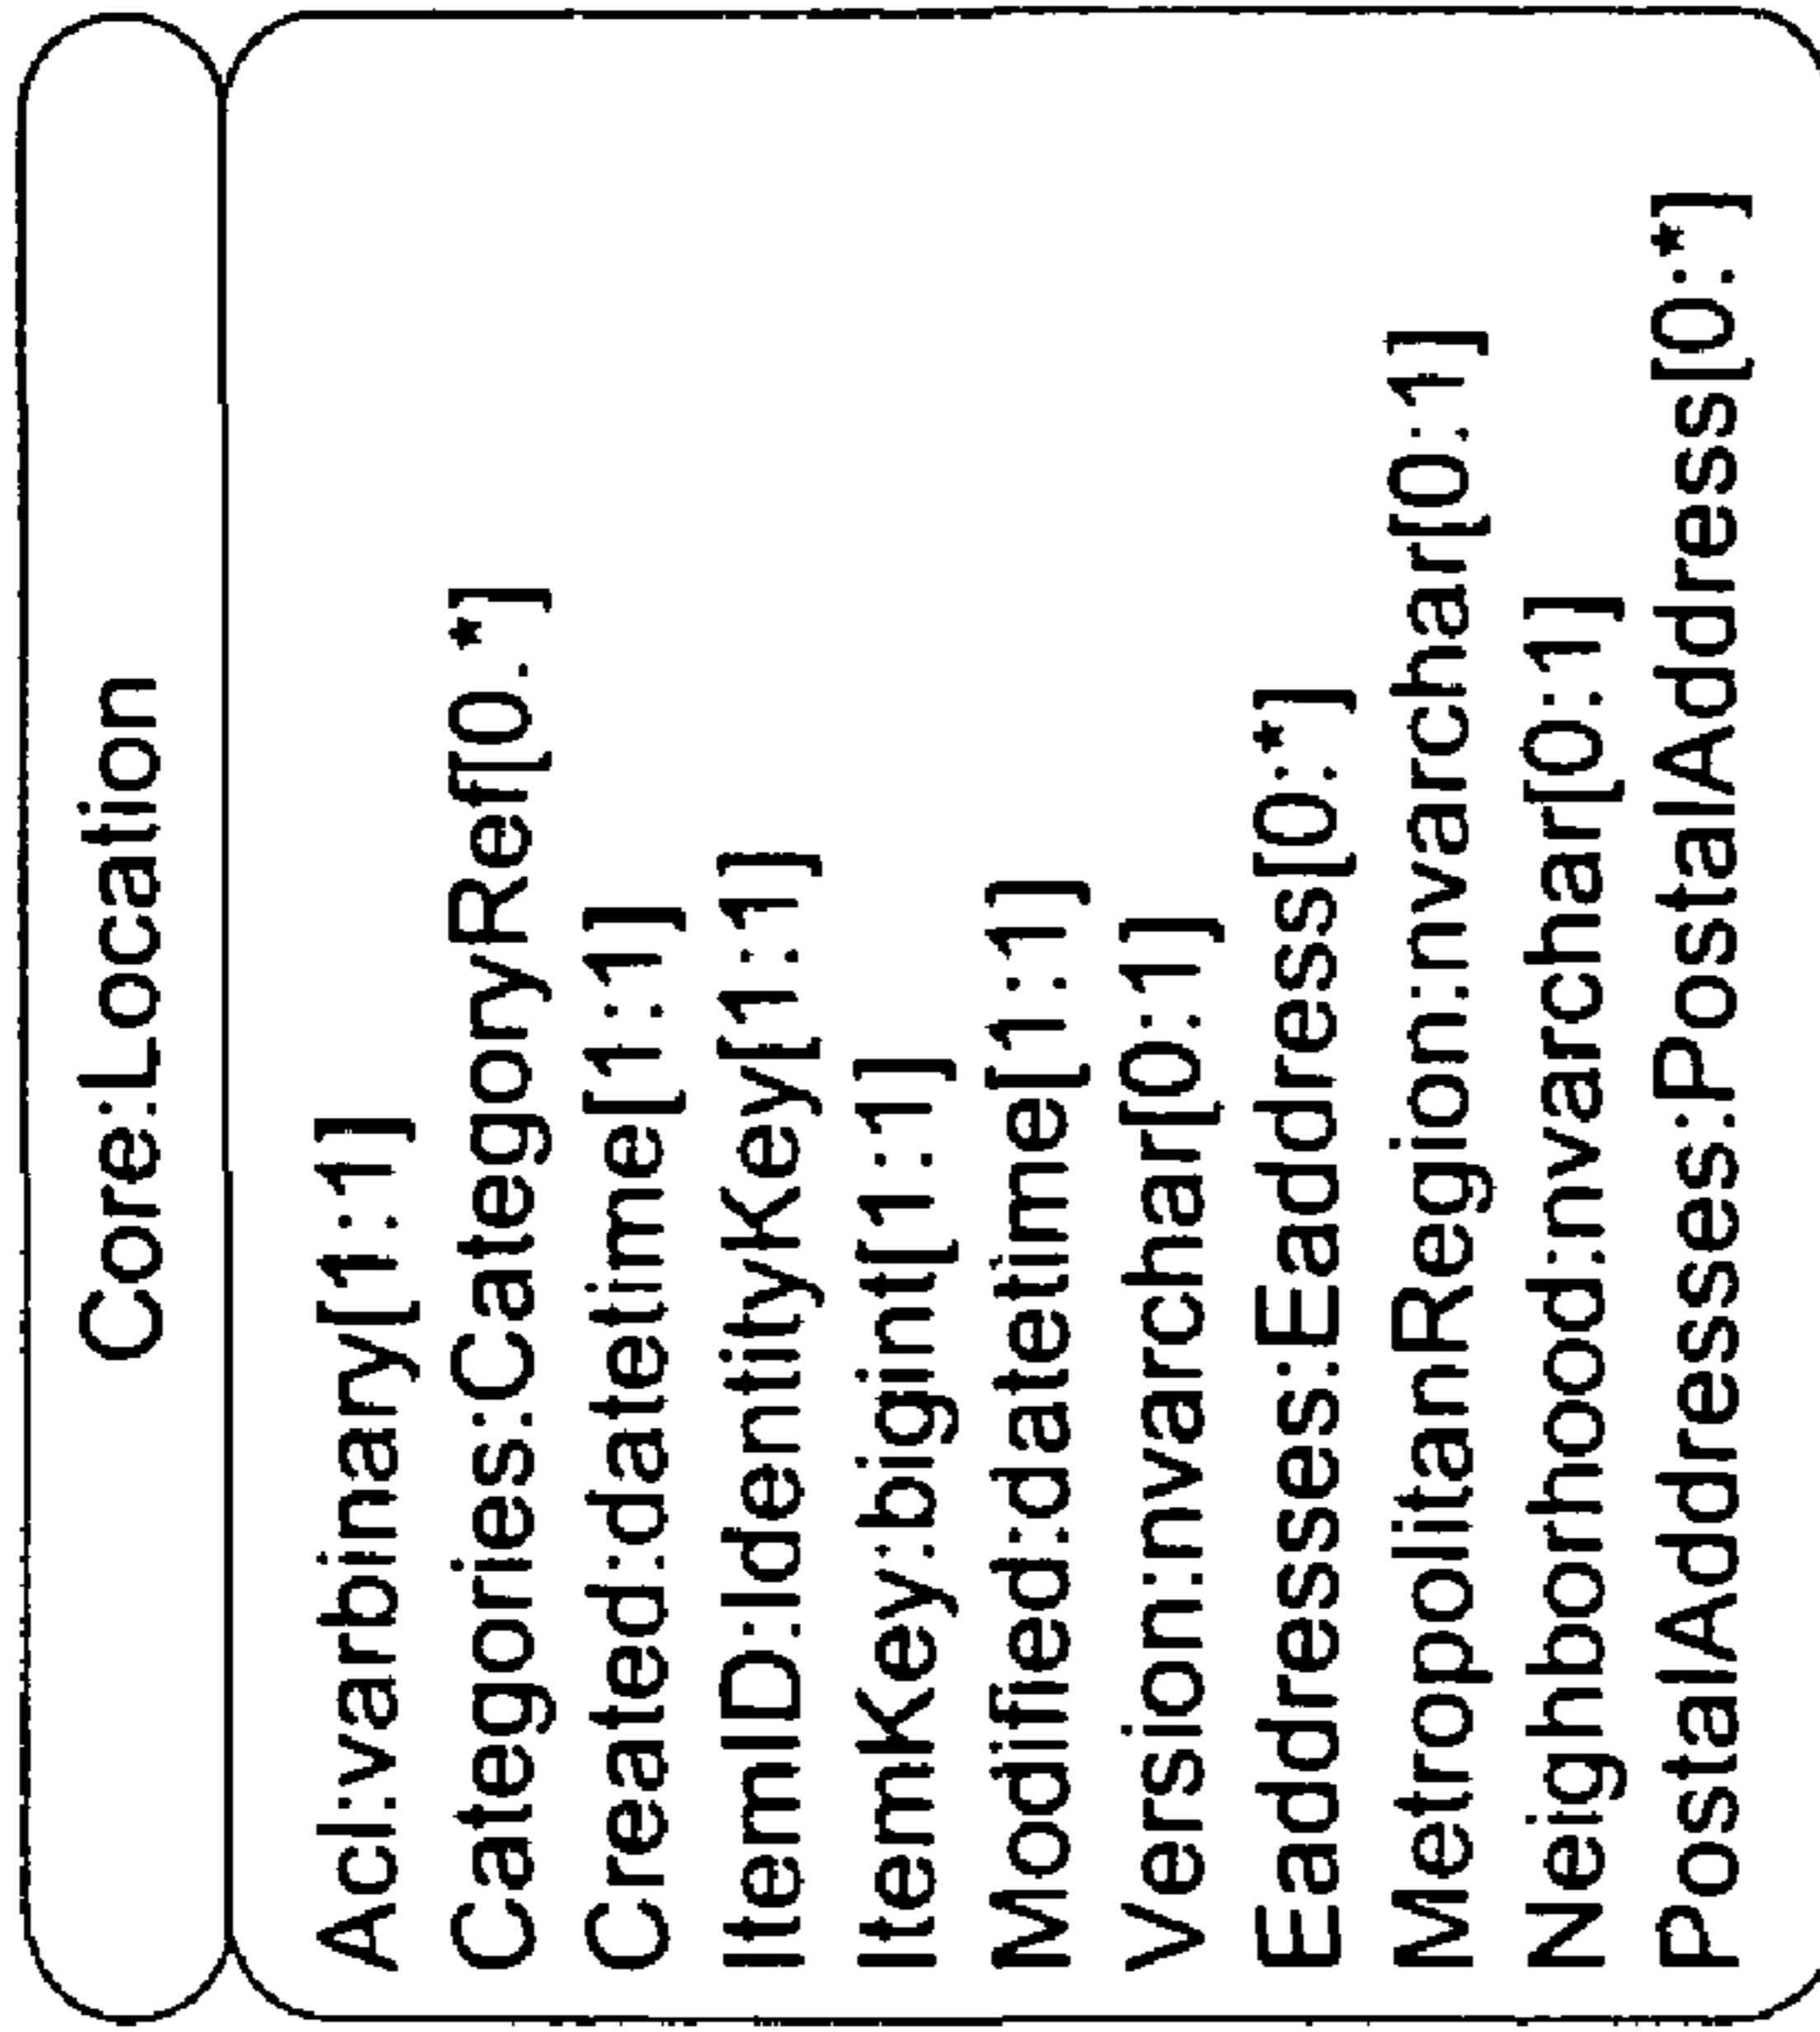 Core:Location
Acl:varbinary[1:1]
Categories:CategoryRef[0.*]
Created:datetime[1:1]
ItemID:IdentityKey[1:1]
ItemKey:bigint[1:1]
Modified:datetime[1:1]
Version:nvarchar[0:1]
Eaddresses:Eaddress[0:*]
MetropolitanRegion:nvarchar[0:1]
Neighborhood:nvarchar[0:1]
PostalAddresses:PostalAddress[0:*]